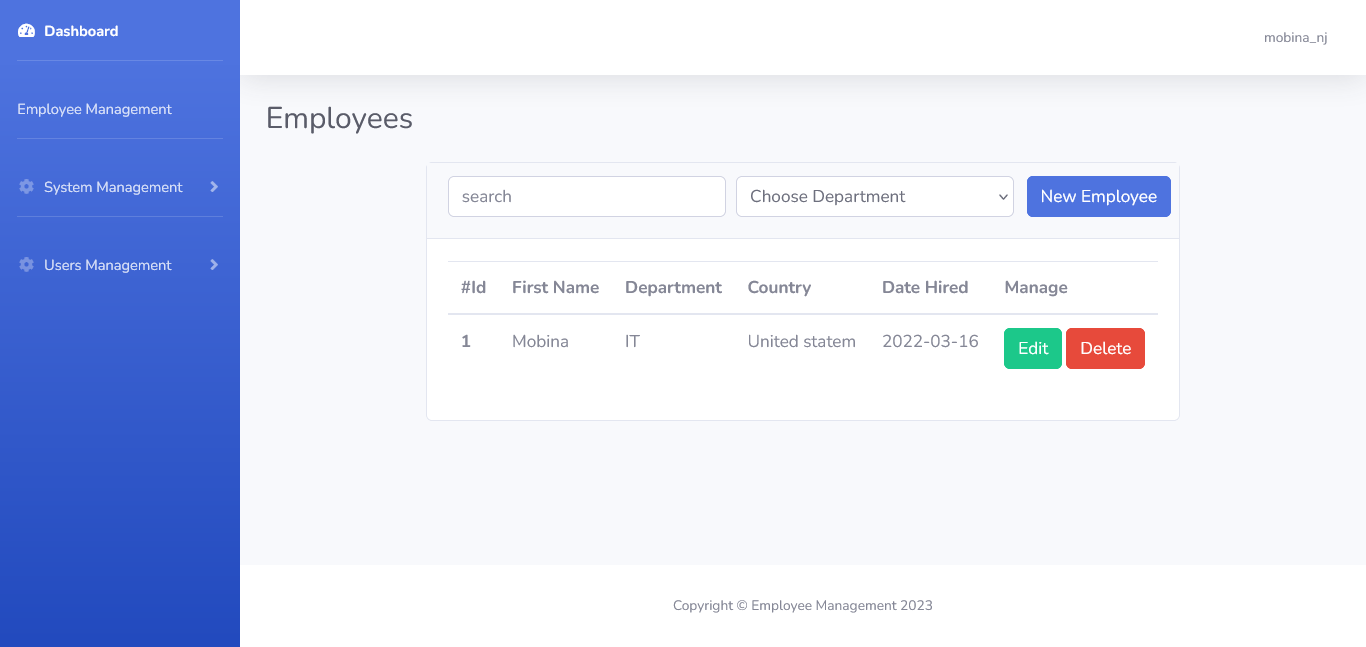 Dashboard
mobina_nj
Employee Management
System Management
Users Management
Employees
search
Choose Department
New Employee
#Id First Name Department Country Date Hired Manage
1 Mobina IT United statem 2022-03-16 Edit Delete
Copyright © Employee Management 2023